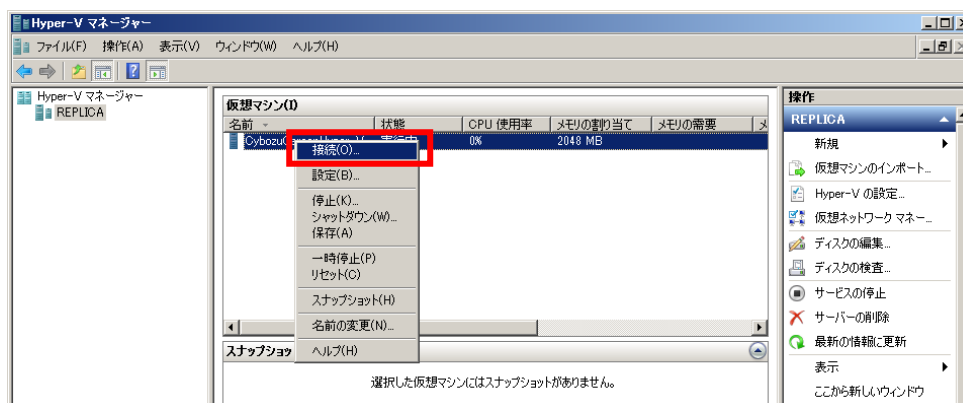 Hyper-V マネージャー
ファイル(F) 操作(A) 表示(V) ウィンドウ(W) ヘルプ(H)
Hyper-V マネージャー
REPLICA
仮想マシン(I)
名前 状態 CPU 使用率 メモリの割り当て メモリの需要 メ
0% 2048 MB
接続(O)...
設定(B)...
停止(K)...
シャットダウン(W)...
保存(A)
一時停止(P)
リセット(C)
スナップショット(H)
名前の変更(N)...
ヘルプ(H)
スナップショッ
選択した仮想マシンにはスナップショットがありません。
操作
REPLICA
新規
仮想マシンのインポート...
Hyper-V の設定...
仮想ネットワーク マネー...
ディスクの編集...
ディスクの検査...
サービスの停止
サーバーの削除
最新の情報に更新
表示
ここから新しいウィンドウ